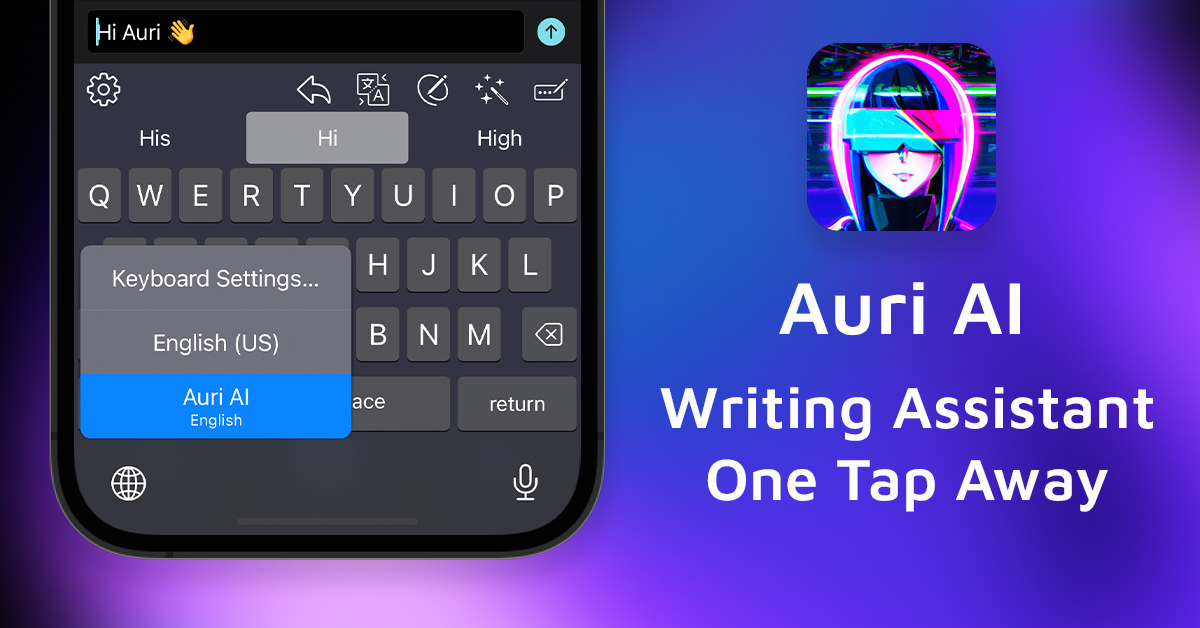 Hi Auri 👋
His Hi High
Q W E R T Y U I O P
H J K L
Keyboard Settings...
B N M
English (US)
Auri AI
English
ace return
Auri AI
Writing Assistant
One Tap Away